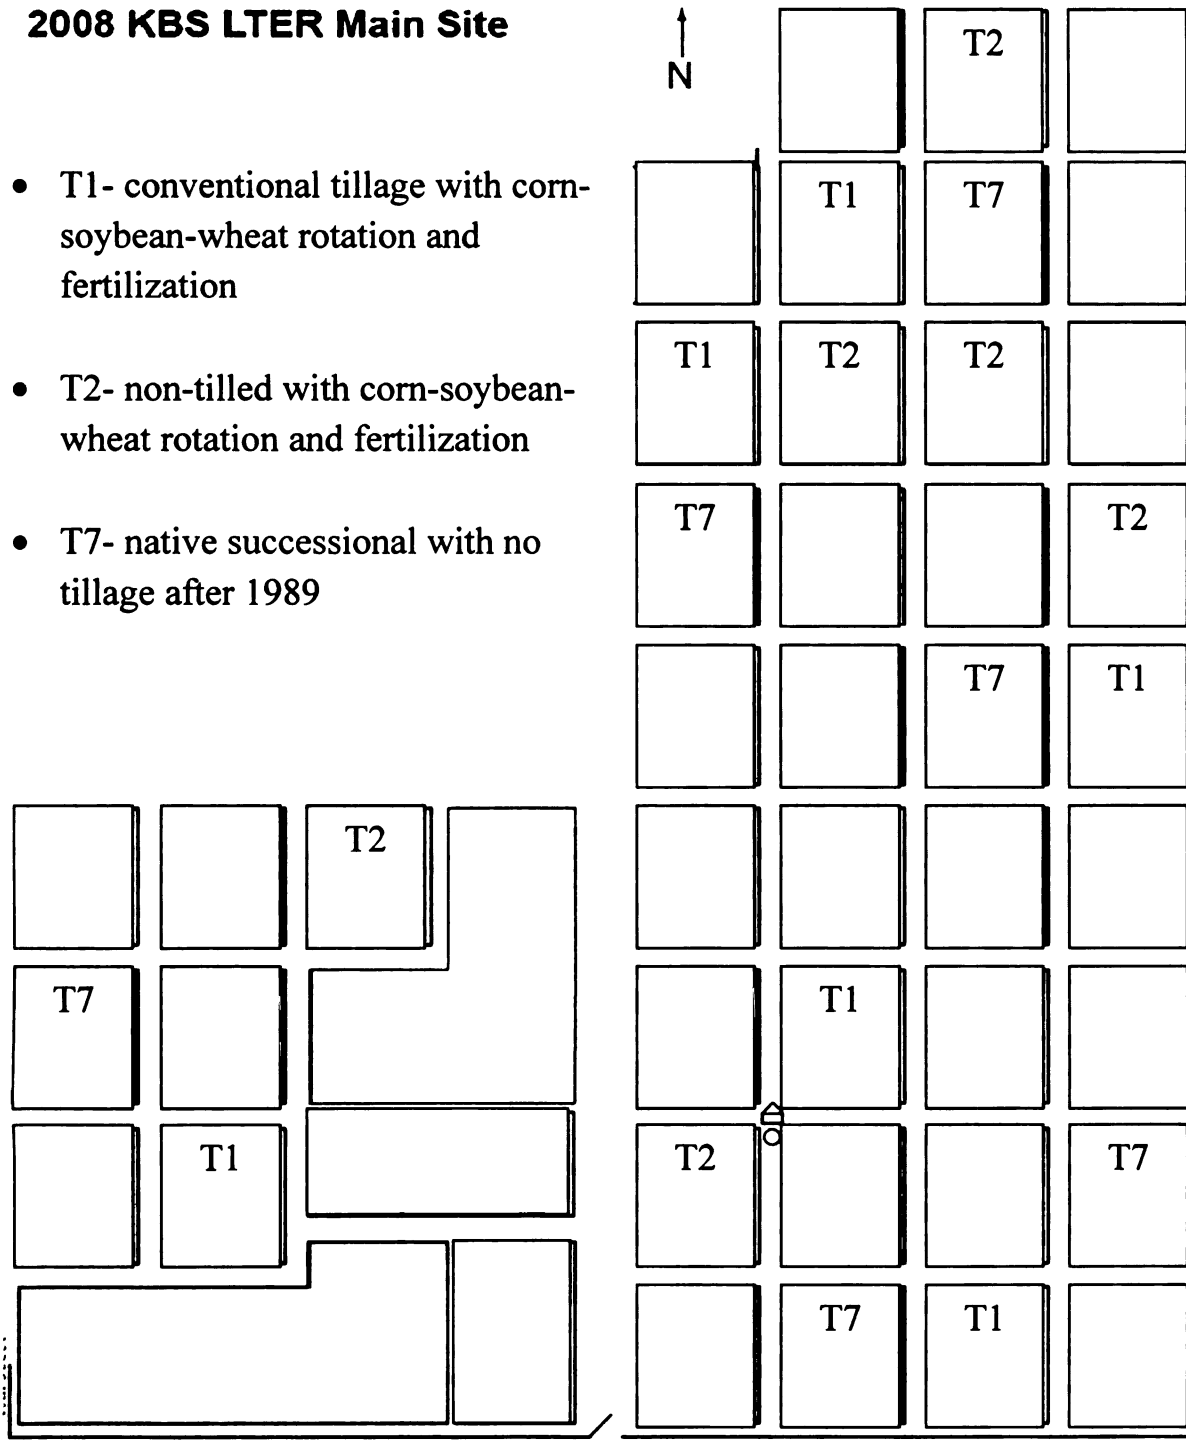 2008 KBS LTER Main Site
N
• T1- conventional tillage with corn-
soybean-wheat rotation and
fertilization
• T2- non-tilled with corn-soybean-
wheat rotation and fertilization
• T7- native successional with no
tillage after 1989
T2
T1 T7
T1 T2 T2
T7 T2
T7 T1
T2
T7
T1
T1
T2 T7
T7 T1